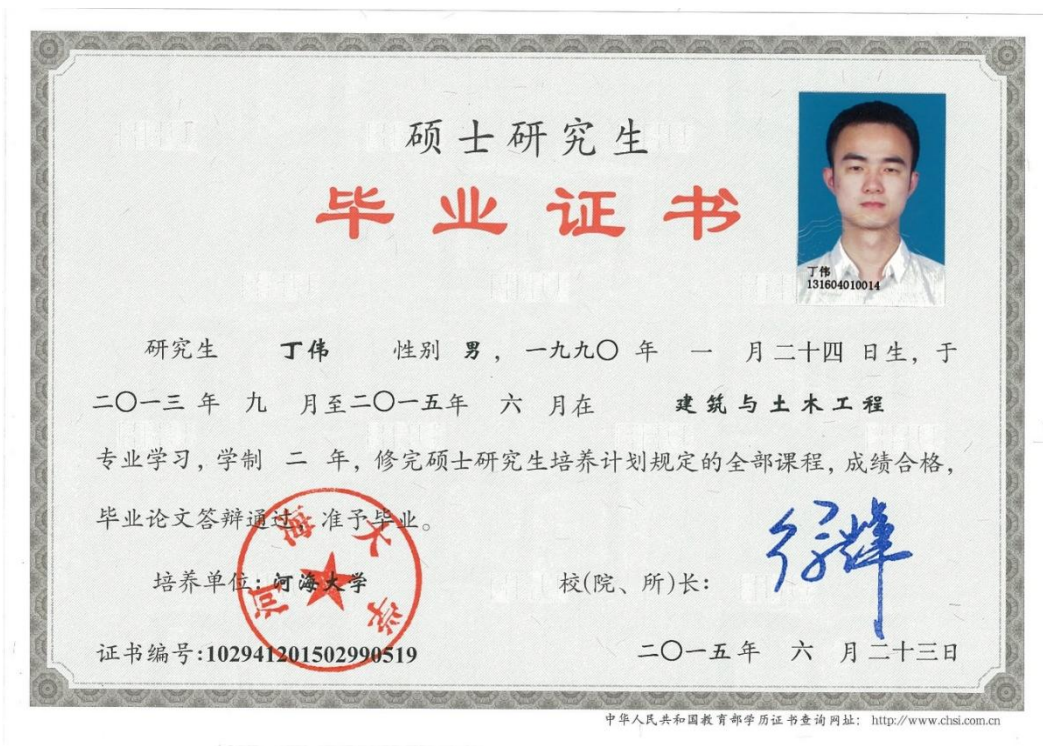 硕士研究生
毕业证书
丁伟
131604010014
研究生 丁伟 性别 男，一九九〇 年 一 月二十四 日生，于
二〇一三 年 九 月至二〇一五年 六 月在 建筑与土木工程
专业学习，学制 二 年，修完硕士研究生培养计划规定的全部课程，成绩合格，
毕业论文答辩通过，准予毕业。
河海大学
培养单位：河海大学 校(院、所)长：
证书编号:102941201502990519 二〇一五年 六 月二十三日
中华人民共和国教育部学历证书查询网址： http://www.chsi.com.cn